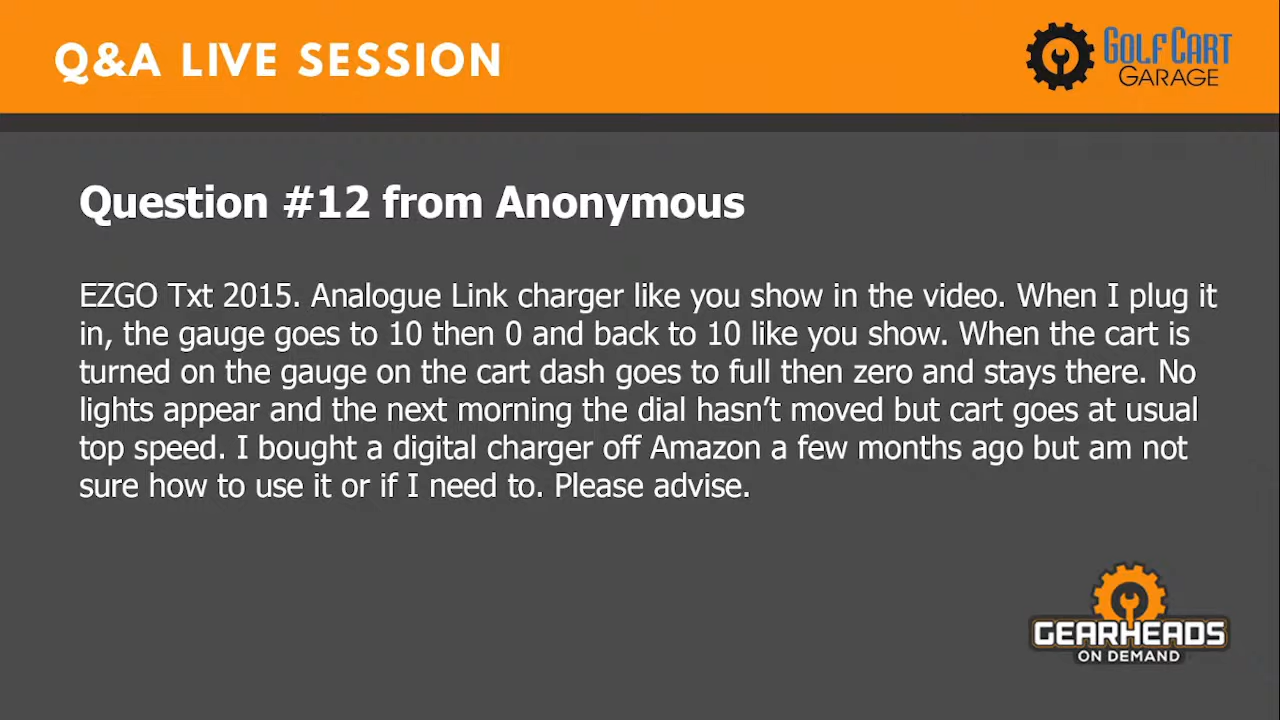 Q&A LIVE SESSION
GOLF CART
GARAGE
Question #12 from Anonymous
EZGO Txt 2015. Analogue Link charger like you show in the video. When I plug it
in, the gauge goes to 10 then 0 and back to 10 like you show. When the cart is
turned on the gauge on the cart dash goes to full then zero and stays there. No
lights appear and the next morning the dial hasn't moved but cart goes at usual
top speed. I bought a digital charger off Amazon a few months ago but am not
sure how to use it or if I need to. Please advise.
GEARHEADS
ON DEMAND